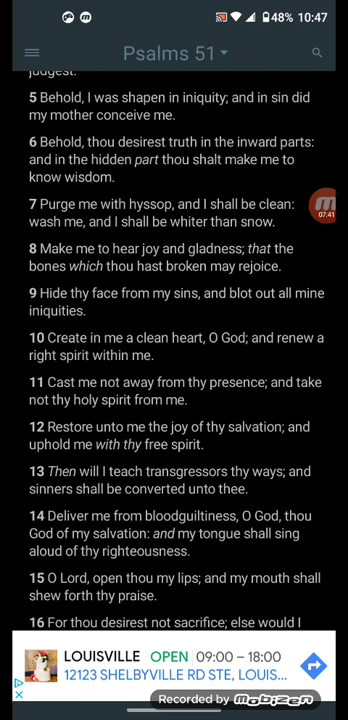 48% 10:47
Psalms 51
judgest.
5 Behold, I was shapen in iniquity; and in sin did
my mother conceive me.
6 Behold, thou desirest truth in the inward parts:
and in the hidden part thou shalt make me to
know wisdom.
7 Purge me with hyssop, and I shall be clean:
wash me, and I shall be whiter than snow.
07:41
8 Make me to hear joy and gladness; that the
bones which thou hast broken may rejoice.
9 Hide thy face from my sins, and blot out all mine
iniquities.
10 Create in me a clean heart, O God; and renew a
right spirit within me.
11 Cast me not away from thy presence; and take
not thy holy spirit from me.
12 Restore unto me the joy of thy salvation; and
uphold me with thy free spirit.
13 Then will I teach transgressors thy ways; and
sinners shall be converted unto thee.
14 Deliver me from bloodguiltiness, O God, thou
God of my salvation: and my tongue shall sing
aloud of thy righteousness.
15 O Lord, open thou my lips; and my mouth shall
shew forth thy praise.
16 For thou desirest not sacrifice; else would I
LOUISVILLE OPEN 09:00 – 18:00
12123 SHELBYVILLE RD STE, LOUIS...
Recorded by mobizen